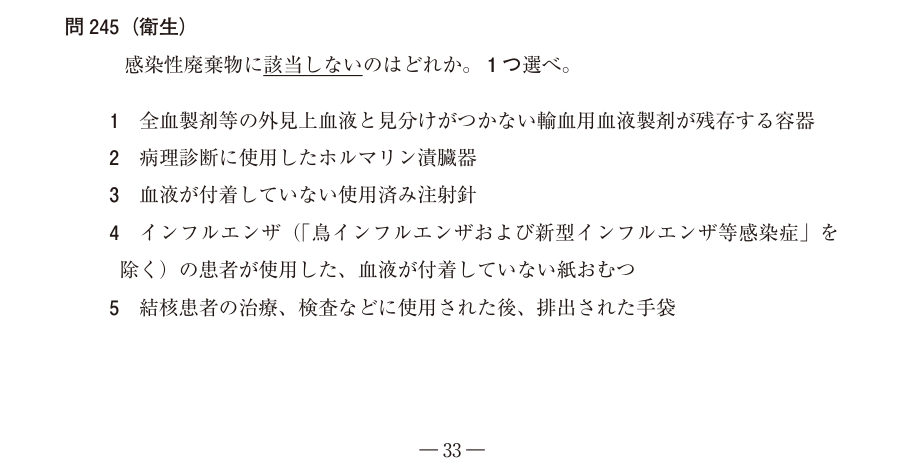 問 245（衛生）
感染性廃棄物に該当しないのはどれか。1つ選べ。
1 全血製剤等の外見上血液と見分けがつかない輸血用血液製剤が残存する容器
2 病理診断に使用したホルマリン漬臓器
3 血液が付着していない使用済み注射針
4 インフルエンザ（「鳥インフルエンザおよび新型インフルエンザ等感染症」を
除く）の患者が使用した、血液が付着していない紙おむつ
5 結核患者の治療、検査などに使用された後、排出された手袋
― 33 ―